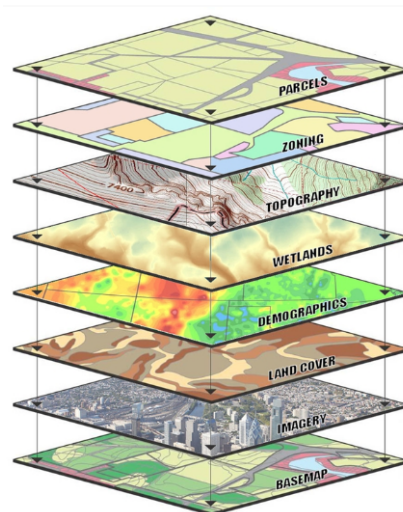 PARCELS
ZONING
7400
TOPOGRAPHY
WETLANDS
DEMOGRAPHICS
LAND COVER
IMAGERY
BASEMAP